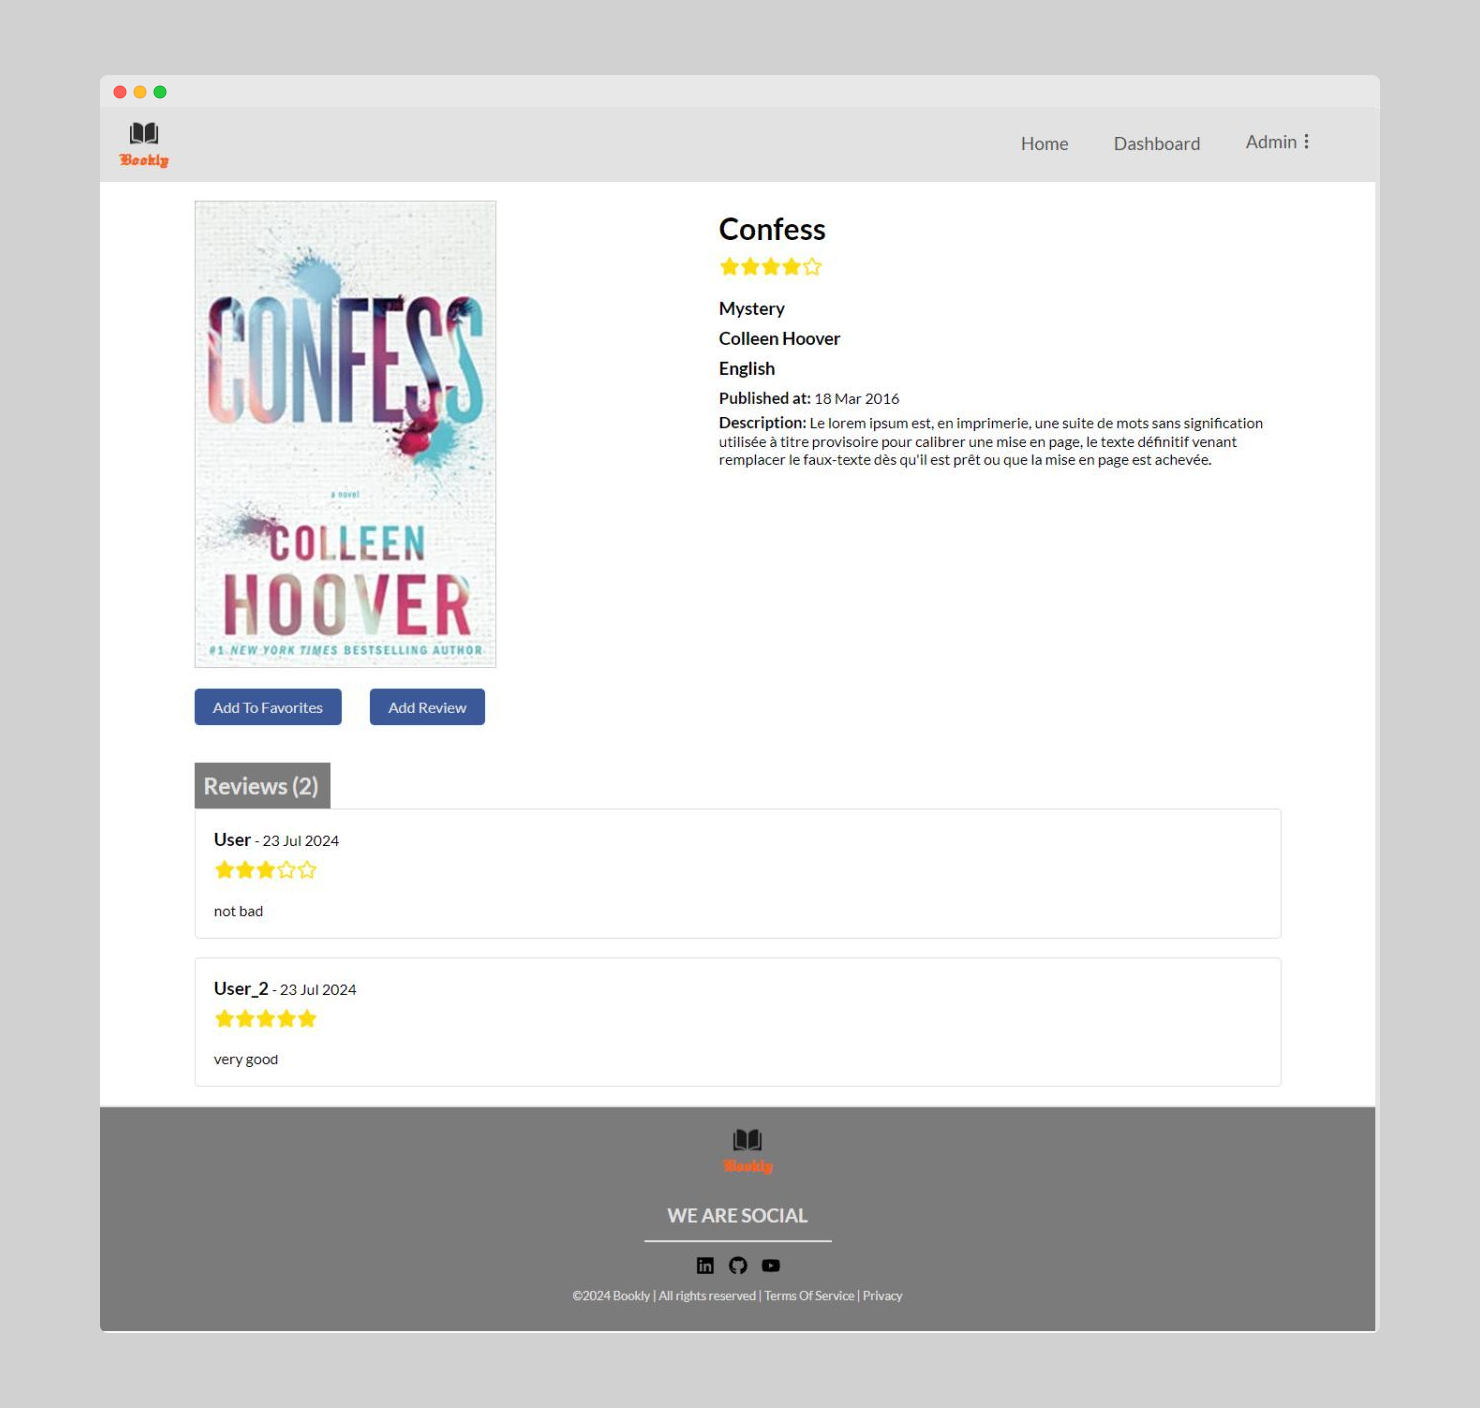 Bookly
Home
Dashboard
Admin
CONFESS
a novel
COLLEEN
HOOVER
#1 NEW YORK TIMES BESTSELLING AUTHOR
Confess
Mystery
Colleen Hoover
English
Published at: 18 Mar 2016
Description: Le lorem ipsum est, en imprimerie, une suite de mots sans signification
utilisée à titre provisoire pour calibrer une mise en page, le texte définitif venant
remplacer le faux-texte dès qu'il est prêt ou que la mise en page est achevée.
Add To Favorites
Add Review
Reviews (2)
User - 23 Jul 2024
not bad
User_2 - 23 Jul 2024
very good
Bookly
WE ARE SOCIAL
©2024 Bookly | All rights reserved | Terms Of Service | Privacy